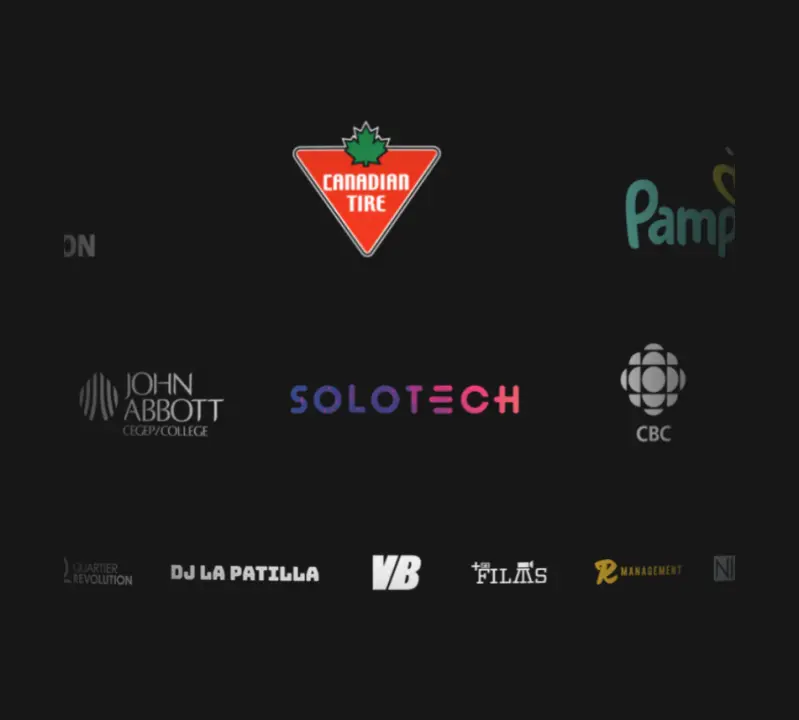 CANADIAN
TIRE
Pamp
ON
JOHN
ABBOTT
CEGEP/COLLEGE
SOLOTECH
CBC
QUARTIER
REVOLUTION
DJ LA PATILLA
VB
FILMS
R MANAGEMENT